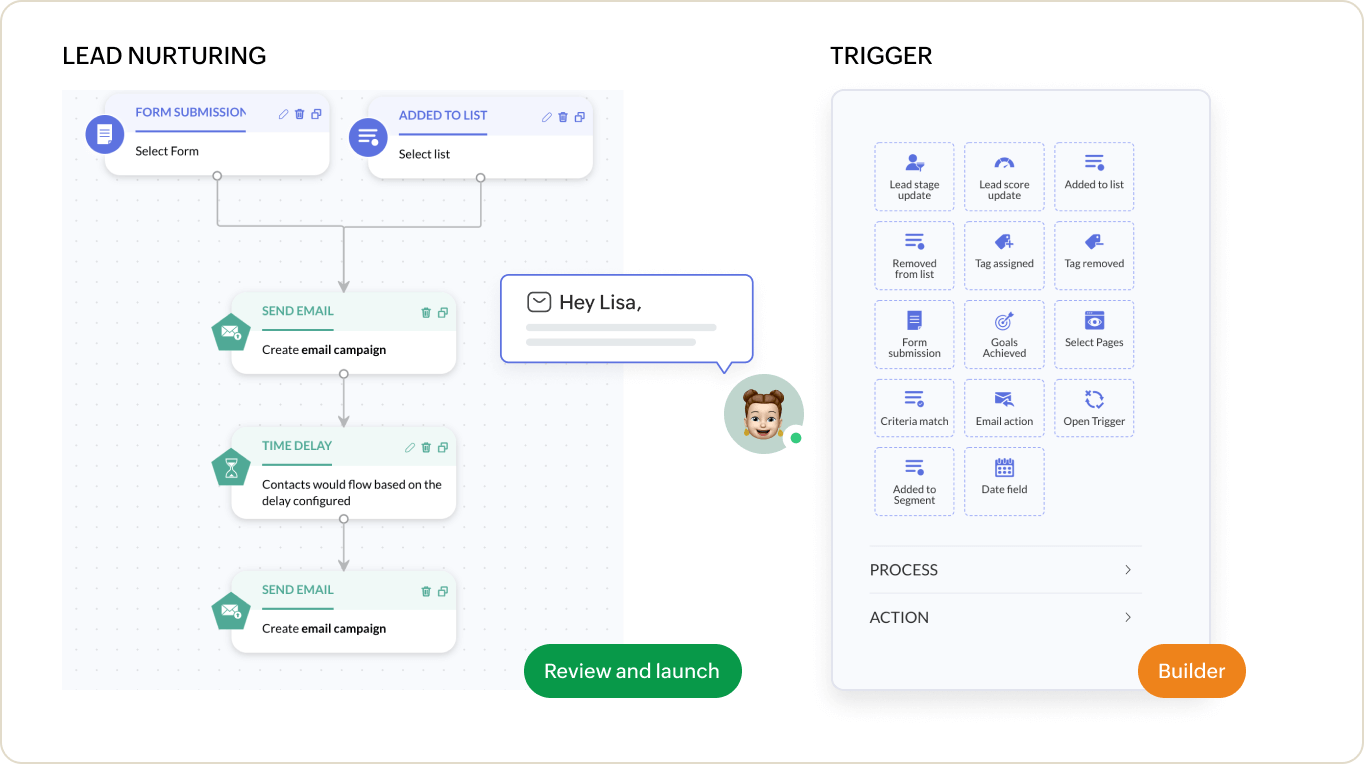 LEAD NURTURING
FORM SUBMISSION
Select Form
ADDED TO LIST
Select list
SEND EMAIL
Create email campaign
TIME DELAY
Contacts would flow based on the
delay configured
SEND EMAIL
Create email campaign
Hey Lisa,
Review and launch
TRIGGER
Lead stage
update
Lead score
update
Added to list
Removed
from list
Tag assigned
Tag removed
Form
submission
Goals
Achieved
Select Pages
Criteria match
Email action
Open Trigger
Added to
Segment
Date field
PROCESS
ACTION
Builder